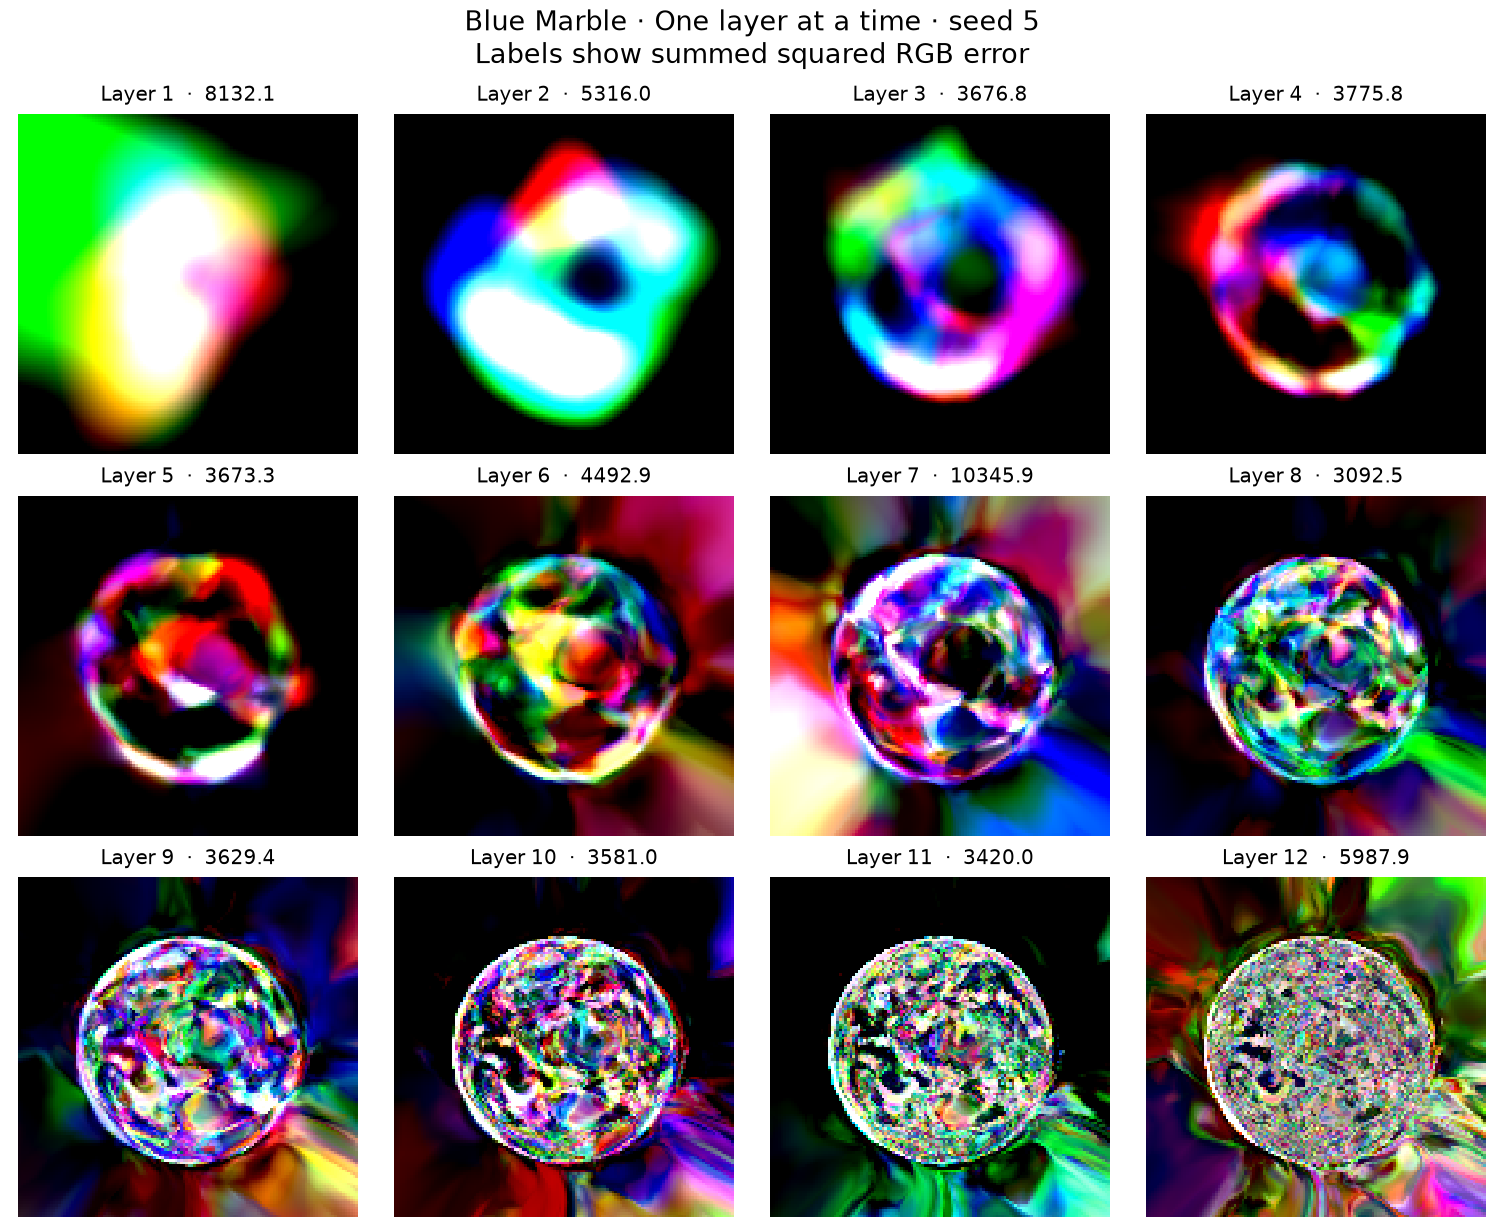 Blue Marble · One layer at a time · seed 5
Labels show summed squared RGB error
Layer 1 · 8132.1
Layer 2 · 5316.0
Layer 3 · 3676.8
Layer 4 · 3775.8
Layer 5 · 3673.3
Layer 6 · 4492.9
Layer 7 · 10345.9
Layer 8 · 3092.5
Layer 9 · 3629.4
Layer 10 · 3581.0
Layer 11 · 3420.0
Layer 12 · 5987.9